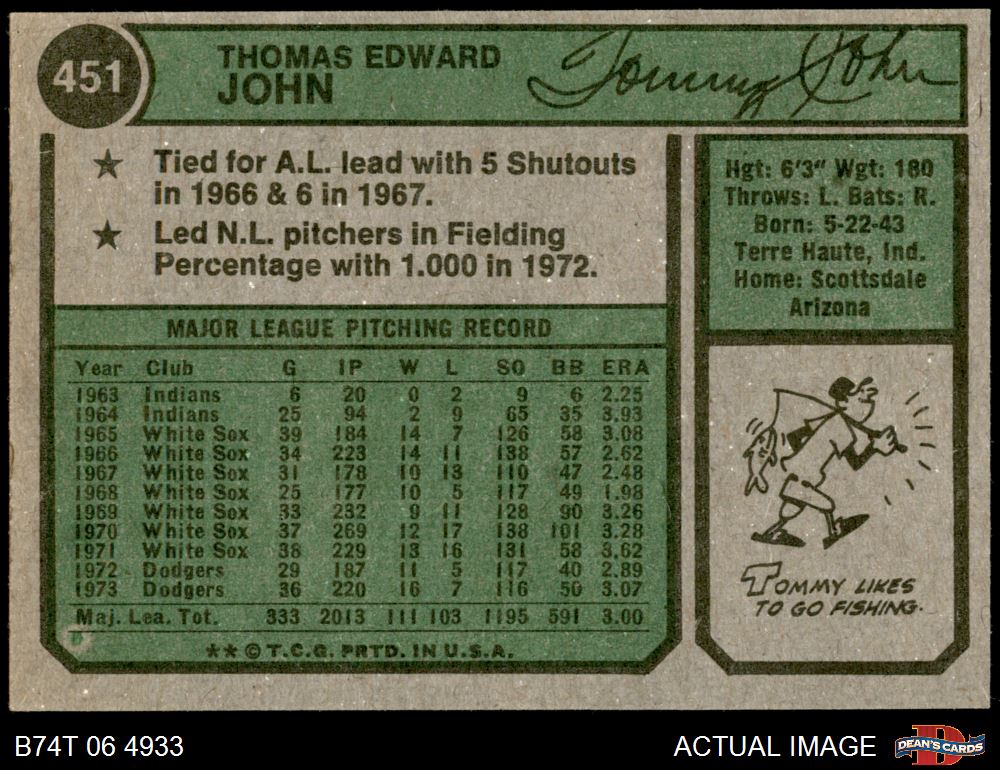 451
THOMAS EDWARD
JOHN
Tommy John
★ Tied for A.L. lead with 5 Shutouts
in 1966 & 6 in 1967.
★ Led N.L. pitchers in Fielding
Percentage with 1.000 in 1972.
Hgt: 6'3" Wgt: 180
Throws: L. Bats: R.
Born: 5-22-43
Terre Haute, Ind.
Home: Scottsdale
Arizona
MAJOR LEAGUE PITCHING RECORD
Year Club G IP W L SO BB ERA
1963 Indians 6 20 0 2 9 6 2.25
1964 Indians 25 94 2 9 65 35 3.93
1965 White Sox 39 184 14 7 126 58 3.08
1966 White Sox 34 223 14 11 138 57 2.62
1967 White Sox 31 178 10 13 110 47 2.48
1968 White Sox 25 177 10 5 117 49 1.98
1969 White Sox 33 232 9 11 128 90 3.26
1970 White Sox 37 269 12 17 138 101 3.28
1971 White Sox 38 229 13 16 131 58 3.62
1972 Dodgers 29 187 11 5 117 40 2.89
1973 Dodgers 36 220 16 7 116 50 3.07
Maj. Lea. Tot. 333 2013 111 103 1195 591 3.00
** © T.C.G. PRTD. IN U.S.A.
TOMMY LIKES
TO GO FISHING.
B74T 06 4933
ACTUAL IMAGE
D
DEAN'S CARDS